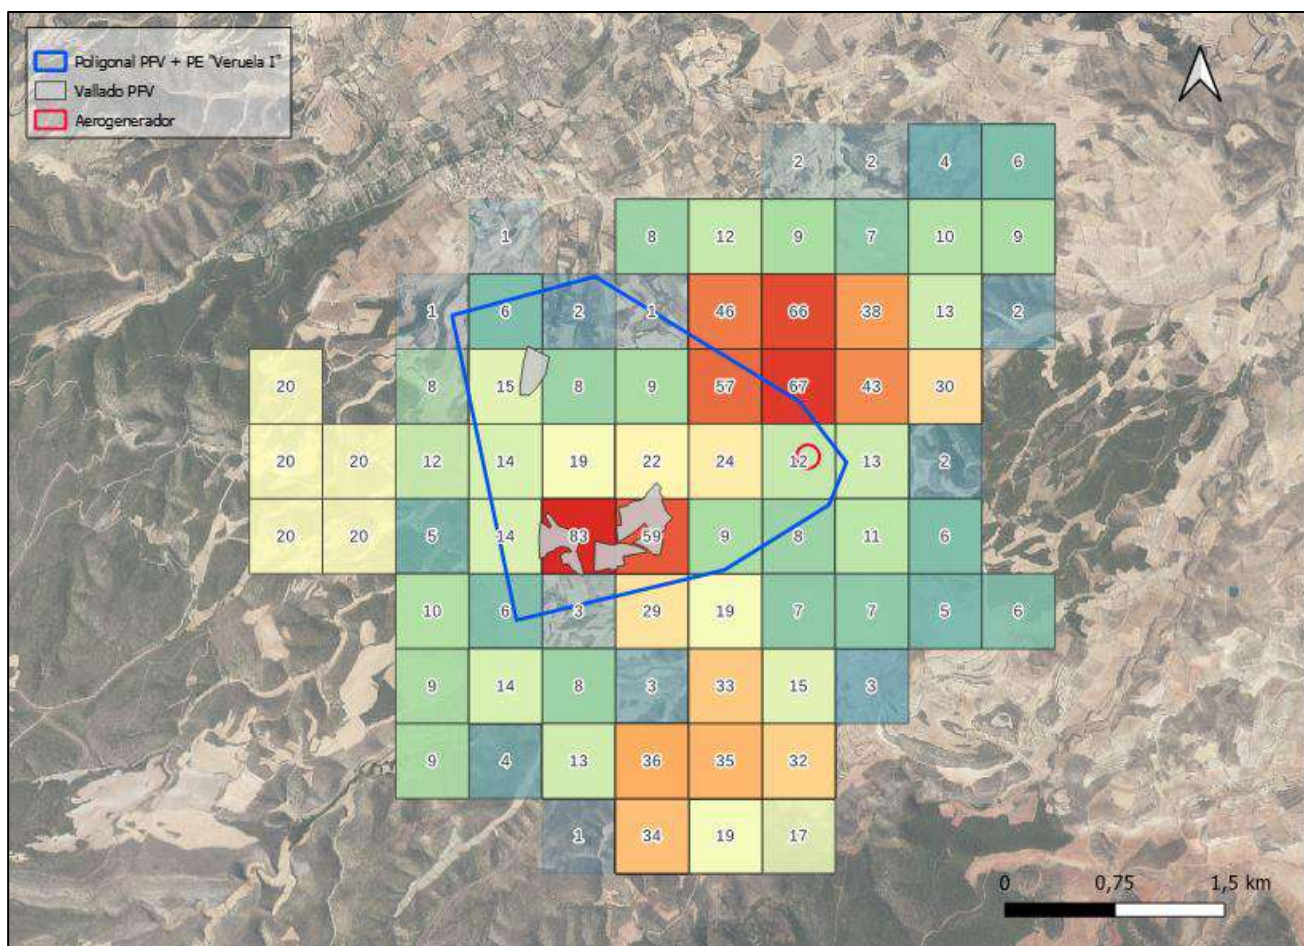 Poligonal PFV + PE "Veruela I"
Vallado PFV
Aerogenerador
2 2 4 6
1 8 12 9 7 10 9
1 6 2 1 46 66 38 13 2
20 8 15 8 9 57 67 43 30
20 20 12 14 19 22 24 12 13 2
20 20 5 14 83 59 9 8 11 6
10 6 3 29 19 7 7 5 6
9 14 8 3 33 15 3
9 4 13 36 35 32
1 34 19 17
0 0,75 1,5 km